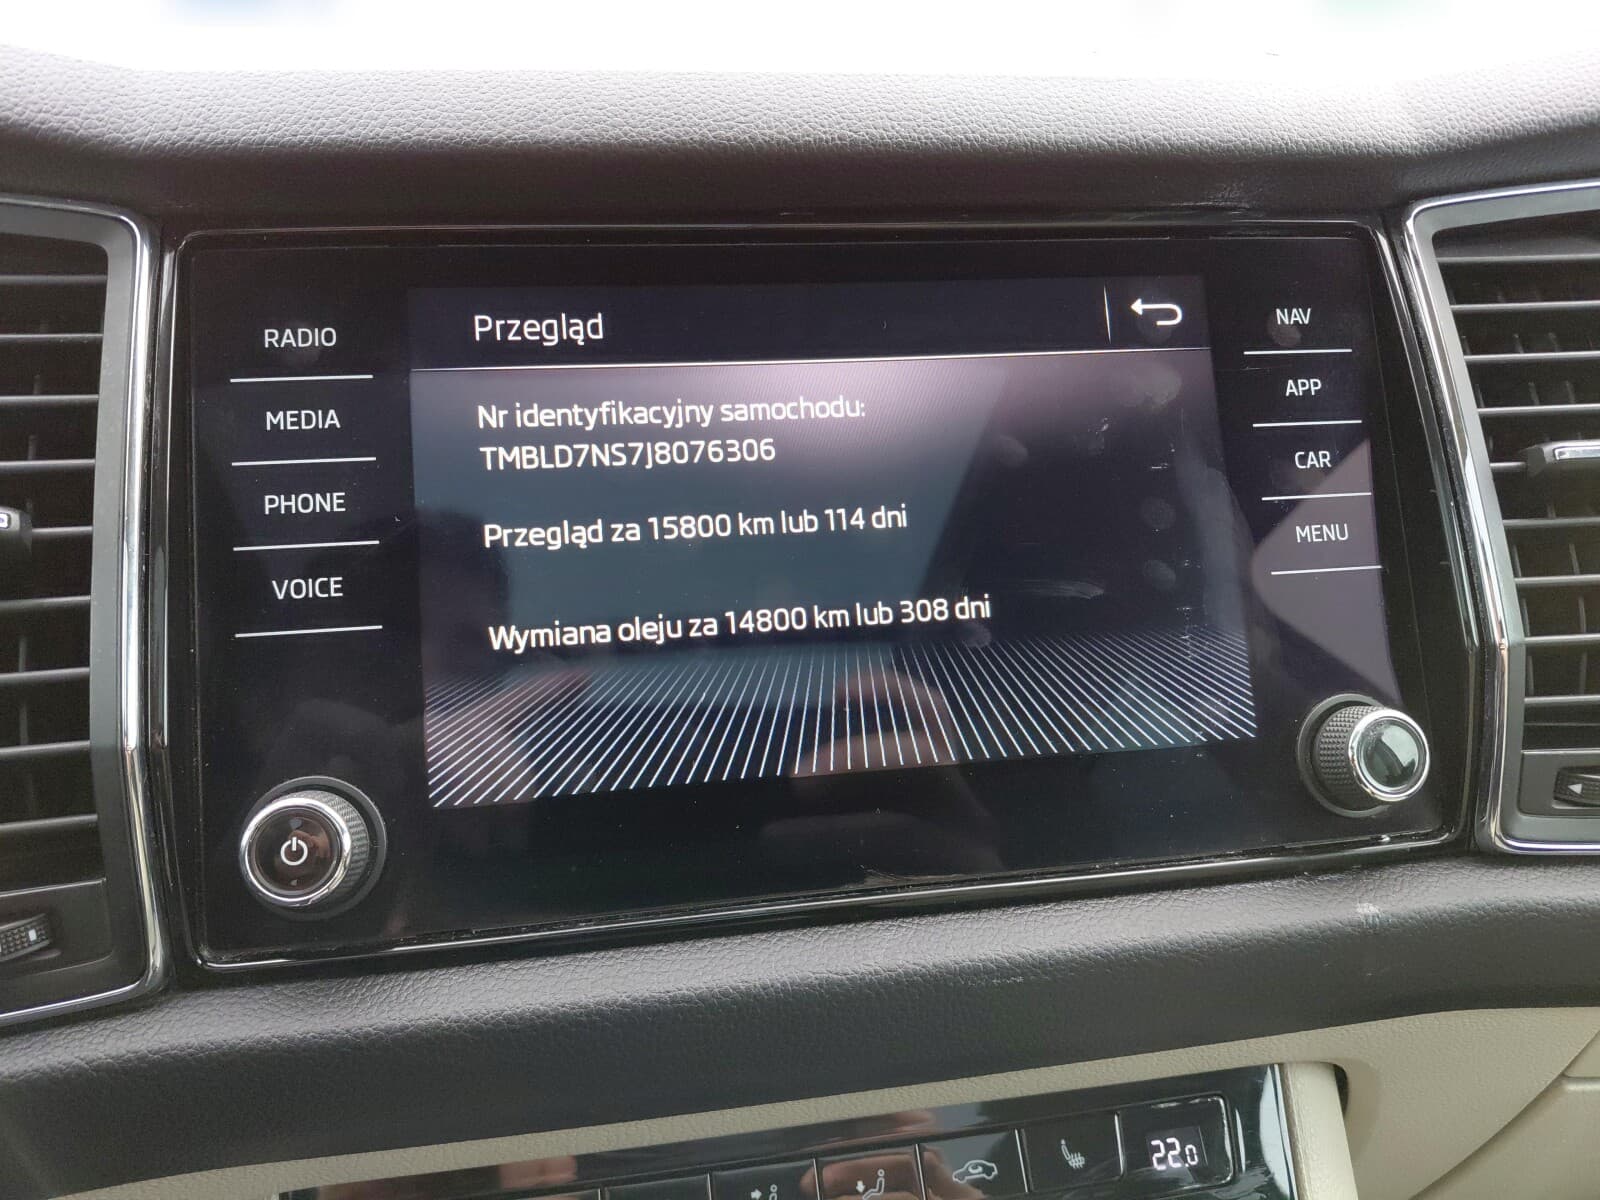 Przegląd
Nr identyfikacyjny samochodu:
TMBLD7NS7J8076306
Przegląd za 15800 km lub 114 dni
Wymiana oleju za 14800 km lub 308 dni
RADIO
MEDIA
PHONE
VOICE
NAV
APP
CAR
MENU
22.0